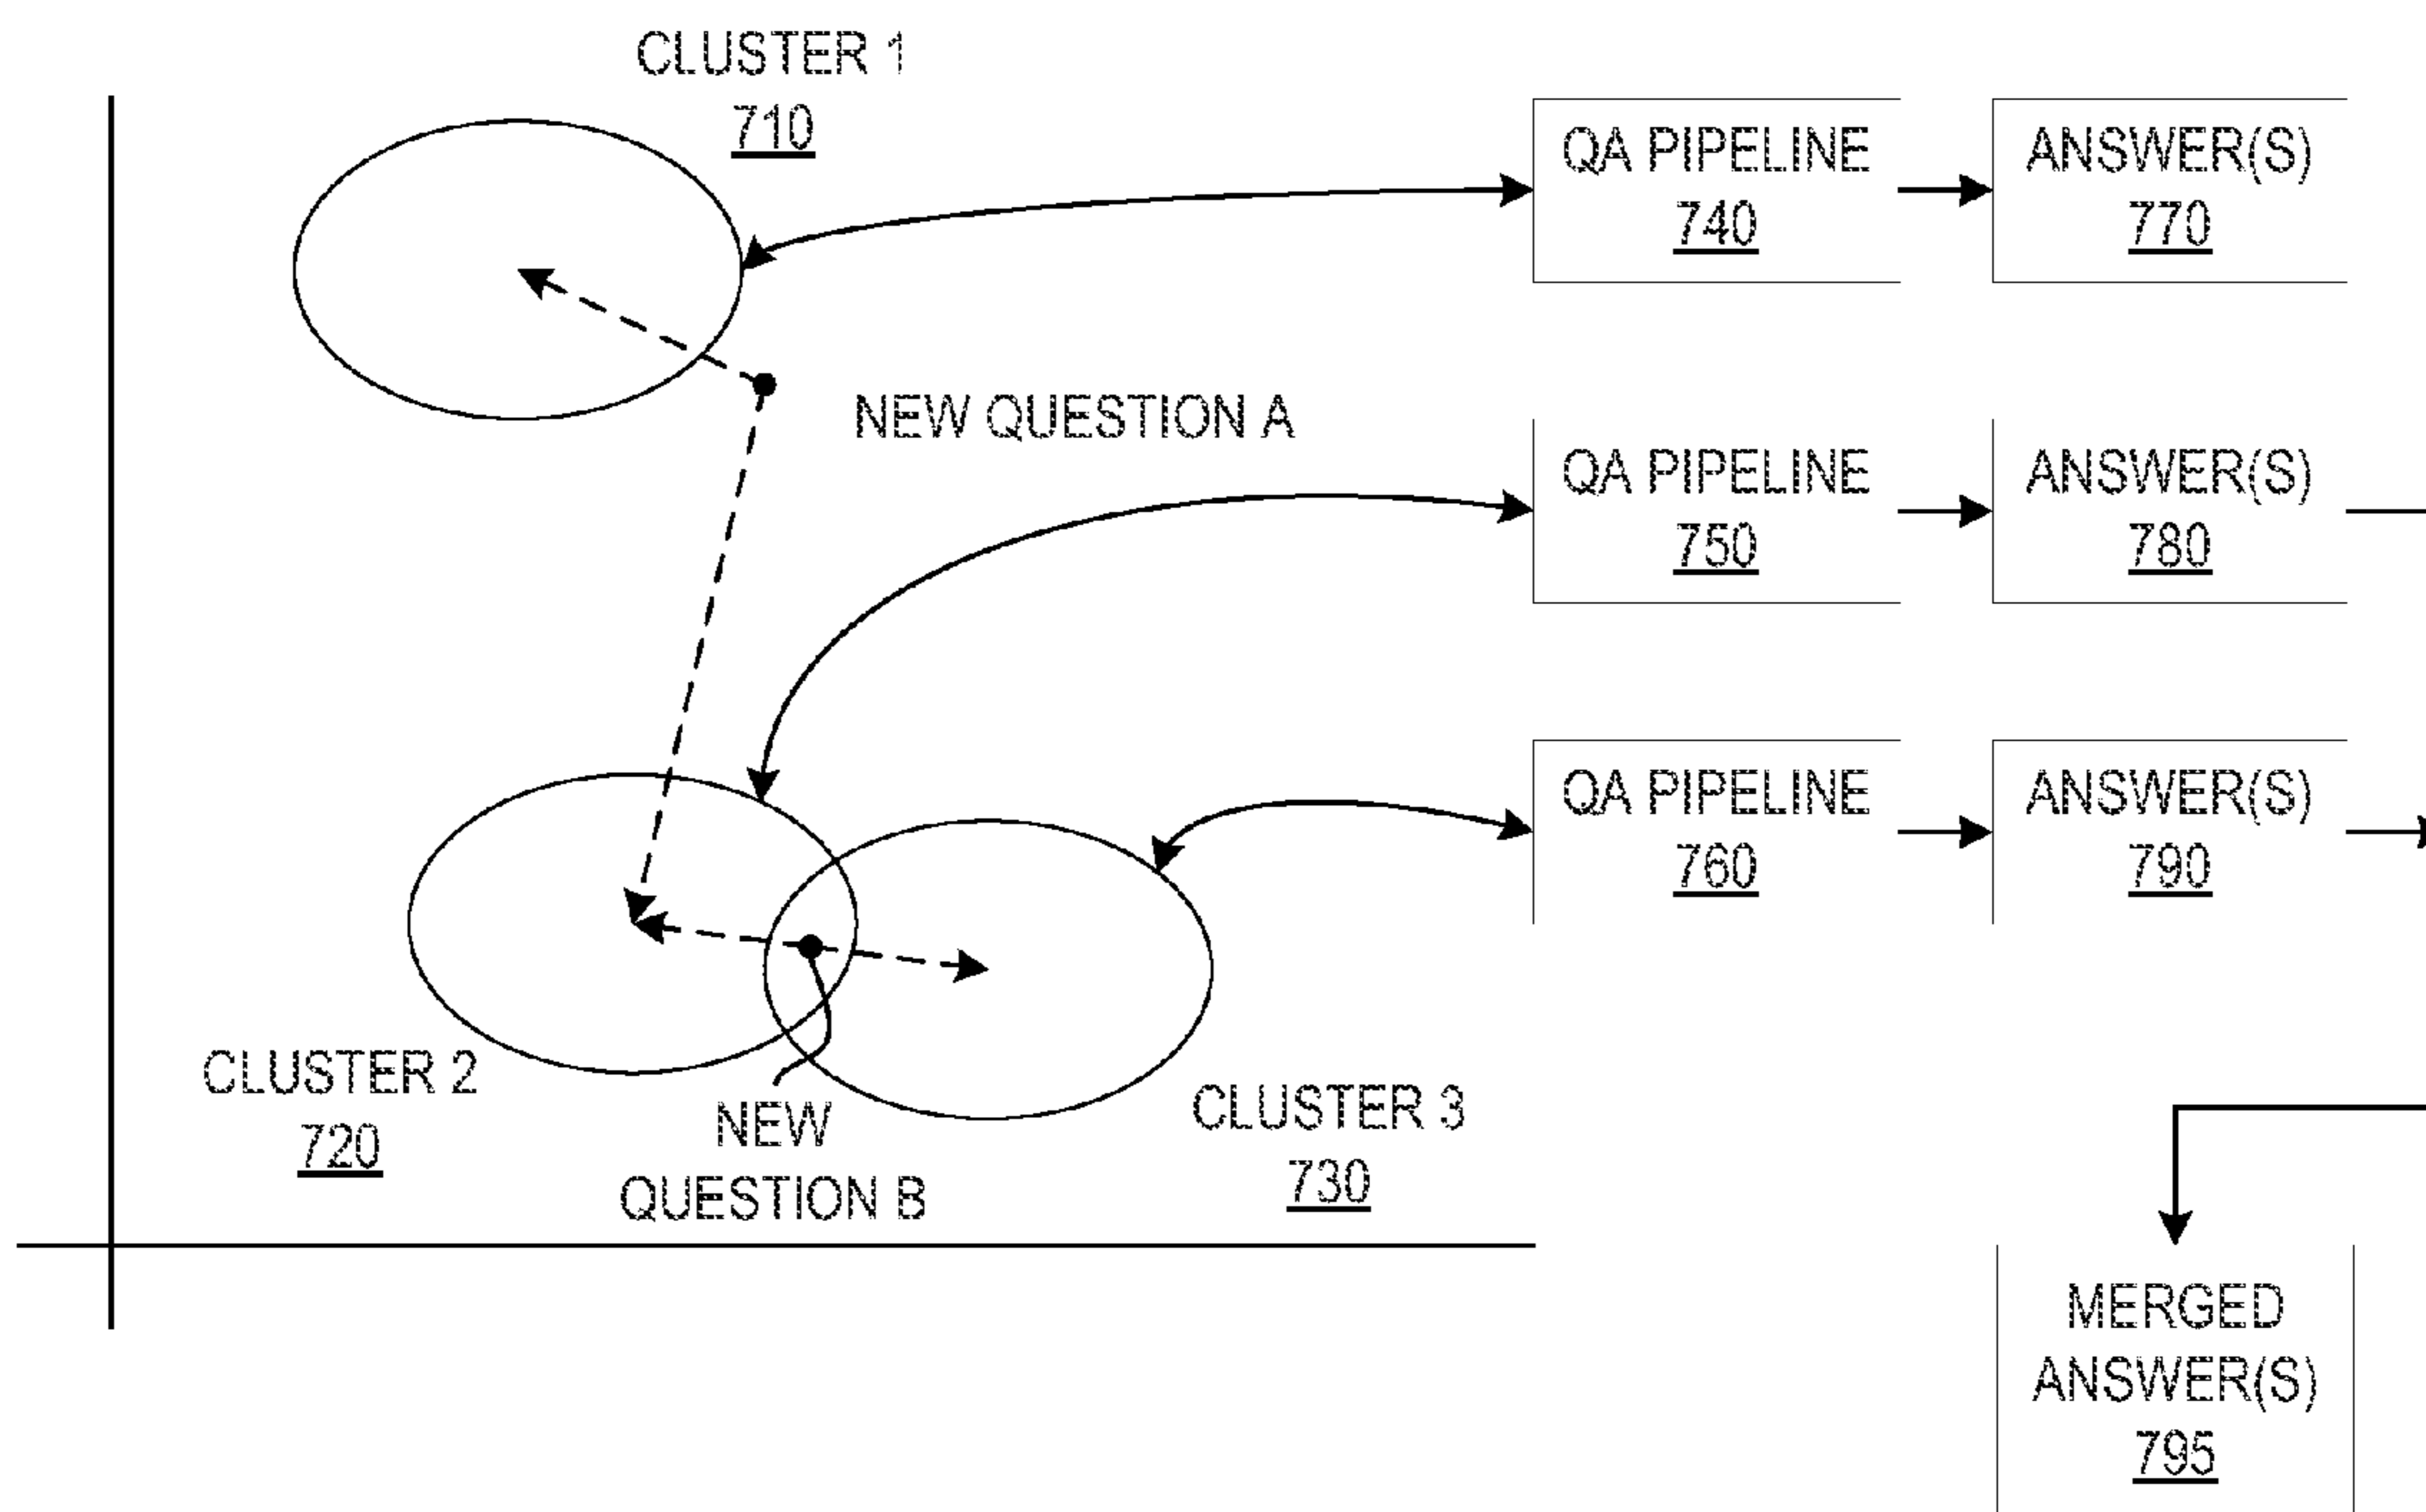 CLUSTER 1
710
QA PIPELINE
740
ANSWER(S)
770
NEW QUESTION A
QA PIPELINE
750
ANSWER(S)
780
QA PIPELINE
760
ANSWER(S)
790
CLUSTER 2
720
NEW
QUESTION B
CLUSTER 3
730
MERGED
ANSWER(S)
795